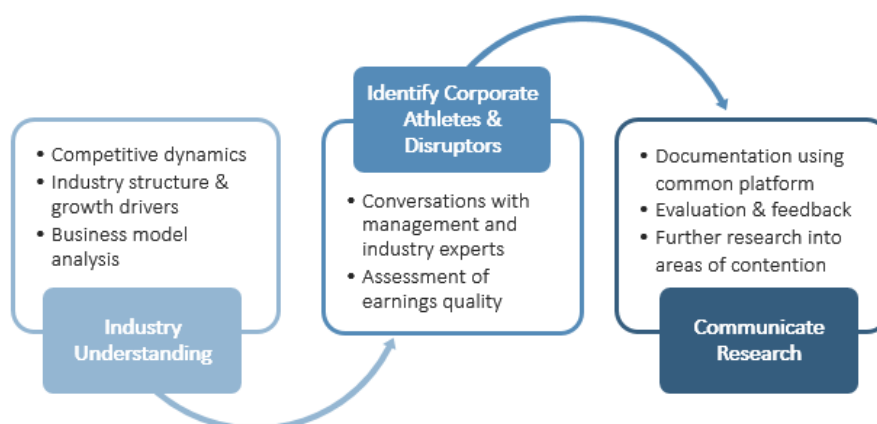 • Competitive dynamics
• Industry structure &
growth drivers
• Business model
analysis
Industry
Understanding
Identify Corporate
Athletes &
Disruptors
• Conversations with
management and
industry experts
• Assessment of
earnings quality
• Documentation using
common platform
• Evaluation & feedback
• Further research into
areas of contention
Communicate
Research